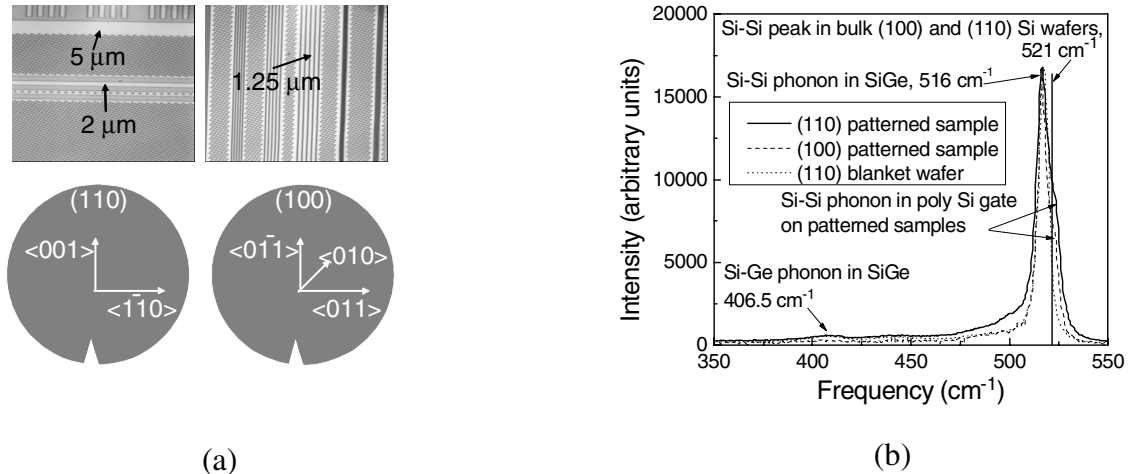 5 μm
2 μm
1.25 μm
(110)
<001>
<1̄10>
(100)
<011̄>
<010>
<011>
(a)
Si-Si peak in bulk (100) and (110) Si wafers,
521 cm⁻¹
Si-Si phonon in SiGe, 516 cm⁻¹
(110) patterned sample
(100) patterned sample
(110) blanket wafer
Si-Si phonon in poly Si gate
on patterned samples
Si-Ge phonon in SiGe
406.5 cm⁻¹
Intensity (arbitrary units)
20000
15000
10000
5000
0
350
400
450
500
550
Frequency (cm⁻¹)
(b)